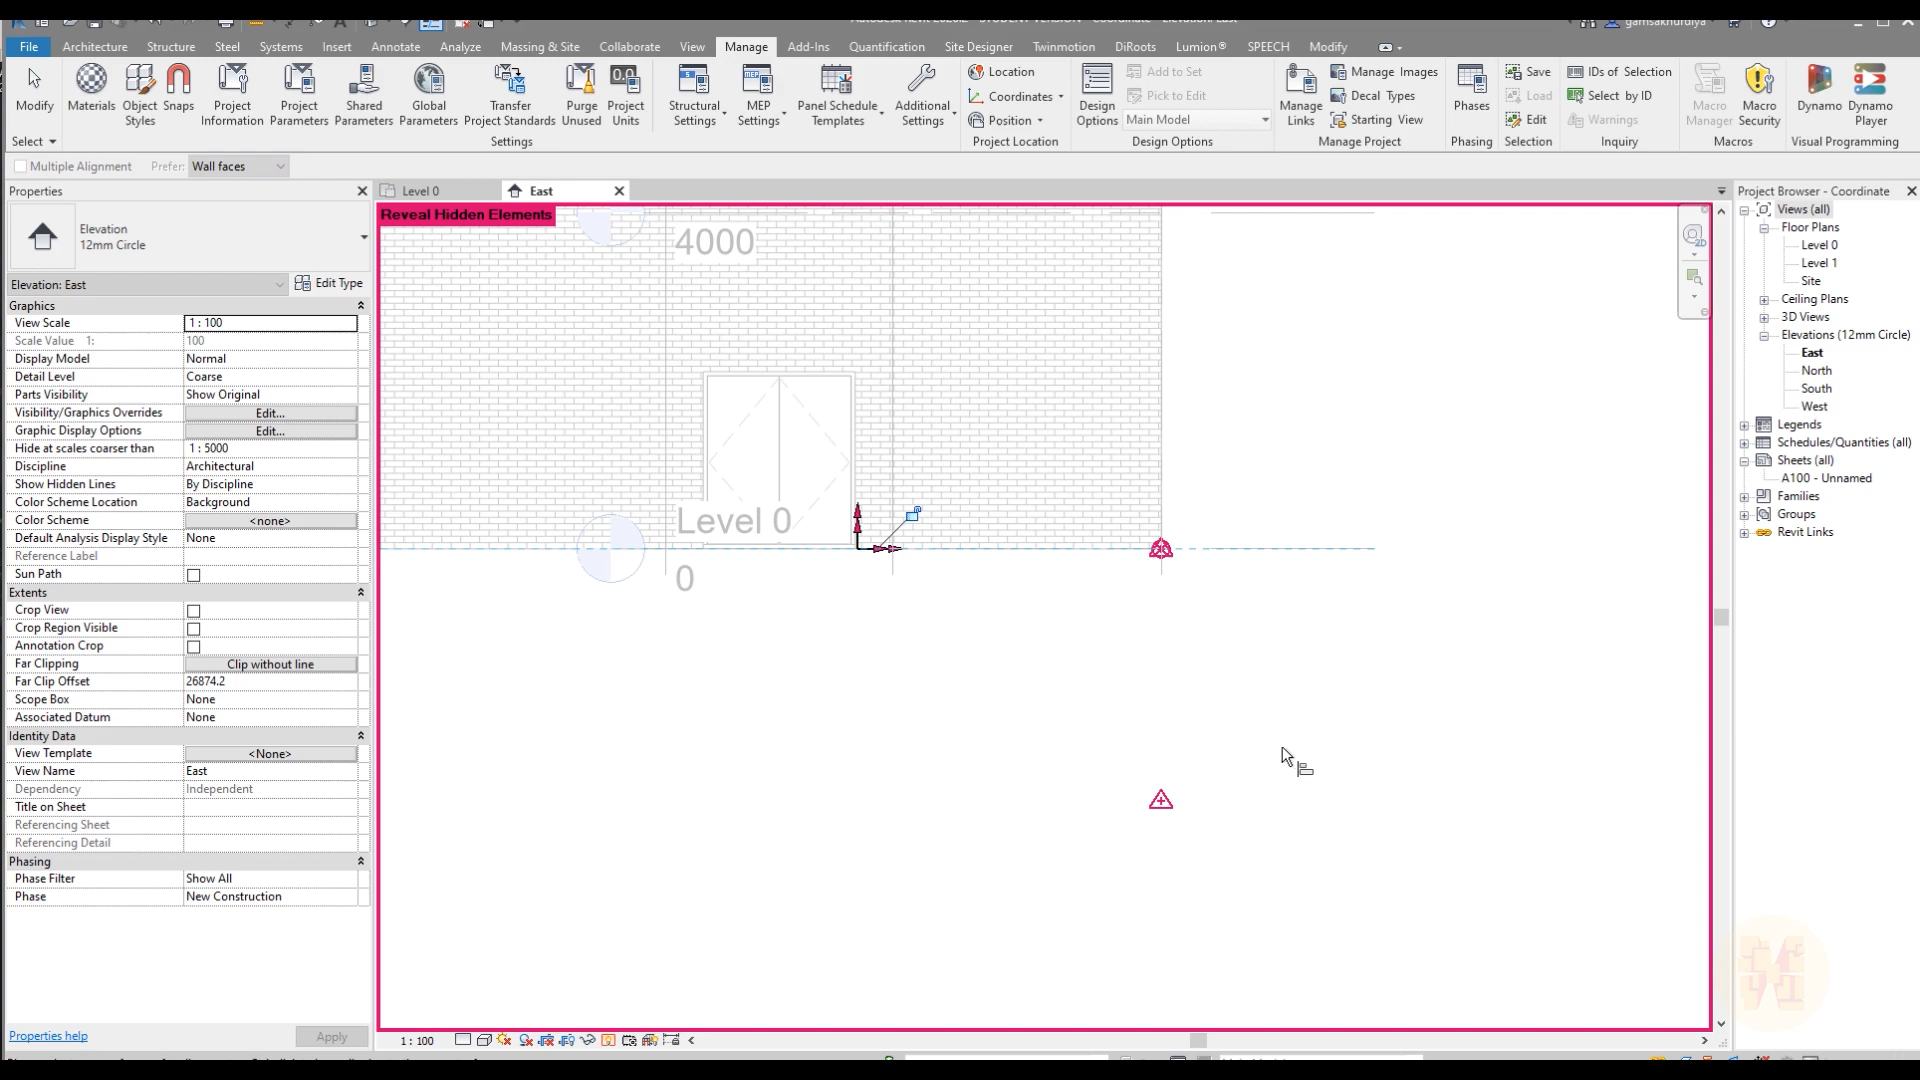 gamsakhurdiya
File Architecture Structure Steel Systems Insert Annotate Analyze Massing & Site Collaborate View Manage Add-Ins Quantification Site Designer Twinmotion DiRoots Lumion® SPEECH Modify
Modify
Materials
Object Styles
Snaps
Project Information
Project Parameters
Shared Parameters
Global Parameters
Transfer Project Standards
Purge Unused
Project Units
Structural Settings
MEP Settings
Panel Schedule Templates
Additional Settings
Location
Coordinates
Position
Design Options
Add to Set
Pick to Edit
Main Model
Manage Links
Manage Images
Decal Types
Starting View
Phases
Save
Load
Edit
IDs of Selection
Select by ID
Warnings
Macro Manager
Macro Security
Dynamo
Dynamo Player
Select Settings Project Location Design Options Manage Project Phasing Selection Inquiry Macros Visual Programming
Multiple Alignment Prefer: Wall faces
Properties
Elevation
12mm Circle
Elevation: East Edit Type
Graphics
View Scale 1 : 100
Scale Value 1: 100
Display Model Normal
Detail Level Coarse
Parts Visibility Show Original
Visibility/Graphics Overrides Edit...
Graphic Display Options Edit...
Hide at scales coarser than 1 : 5000
Discipline Architectural
Show Hidden Lines By Discipline
Color Scheme Location Background
Color Scheme <none>
Default Analysis Display Style None
Reference Label
Sun Path
Extents
Crop View
Crop Region Visible
Annotation Crop
Far Clipping Clip without line
Far Clip Offset 26874.2
Scope Box None
Associated Datum None
Identity Data
View Template <None>
View Name East
Dependency Independent
Title on Sheet
Referencing Sheet
Referencing Detail
Phasing
Phase Filter Show All
Phase New Construction
Properties help Apply
Level 0 East
Reveal Hidden Elements
4000
Level 0
0
2D
1 : 100
Project Browser - Coordinate
Views (all)
Floor Plans
Level 0
Level 1
Site
Ceiling Plans
3D Views
Elevations (12mm Circle)
East
North
South
West
Legends
Schedules/Quantities (all)
Sheets (all)
A100 - Unnamed
Families
Groups
Revit Links